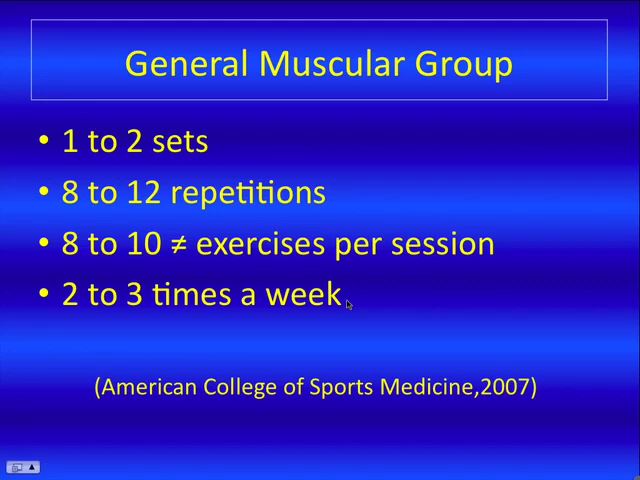 General Muscular Group
• 1 to 2 sets
• 8 to 12 repetitions
• 8 to 10 ≠ exercises per session
• 2 to 3 times a week
(American College of Sports Medicine,2007)